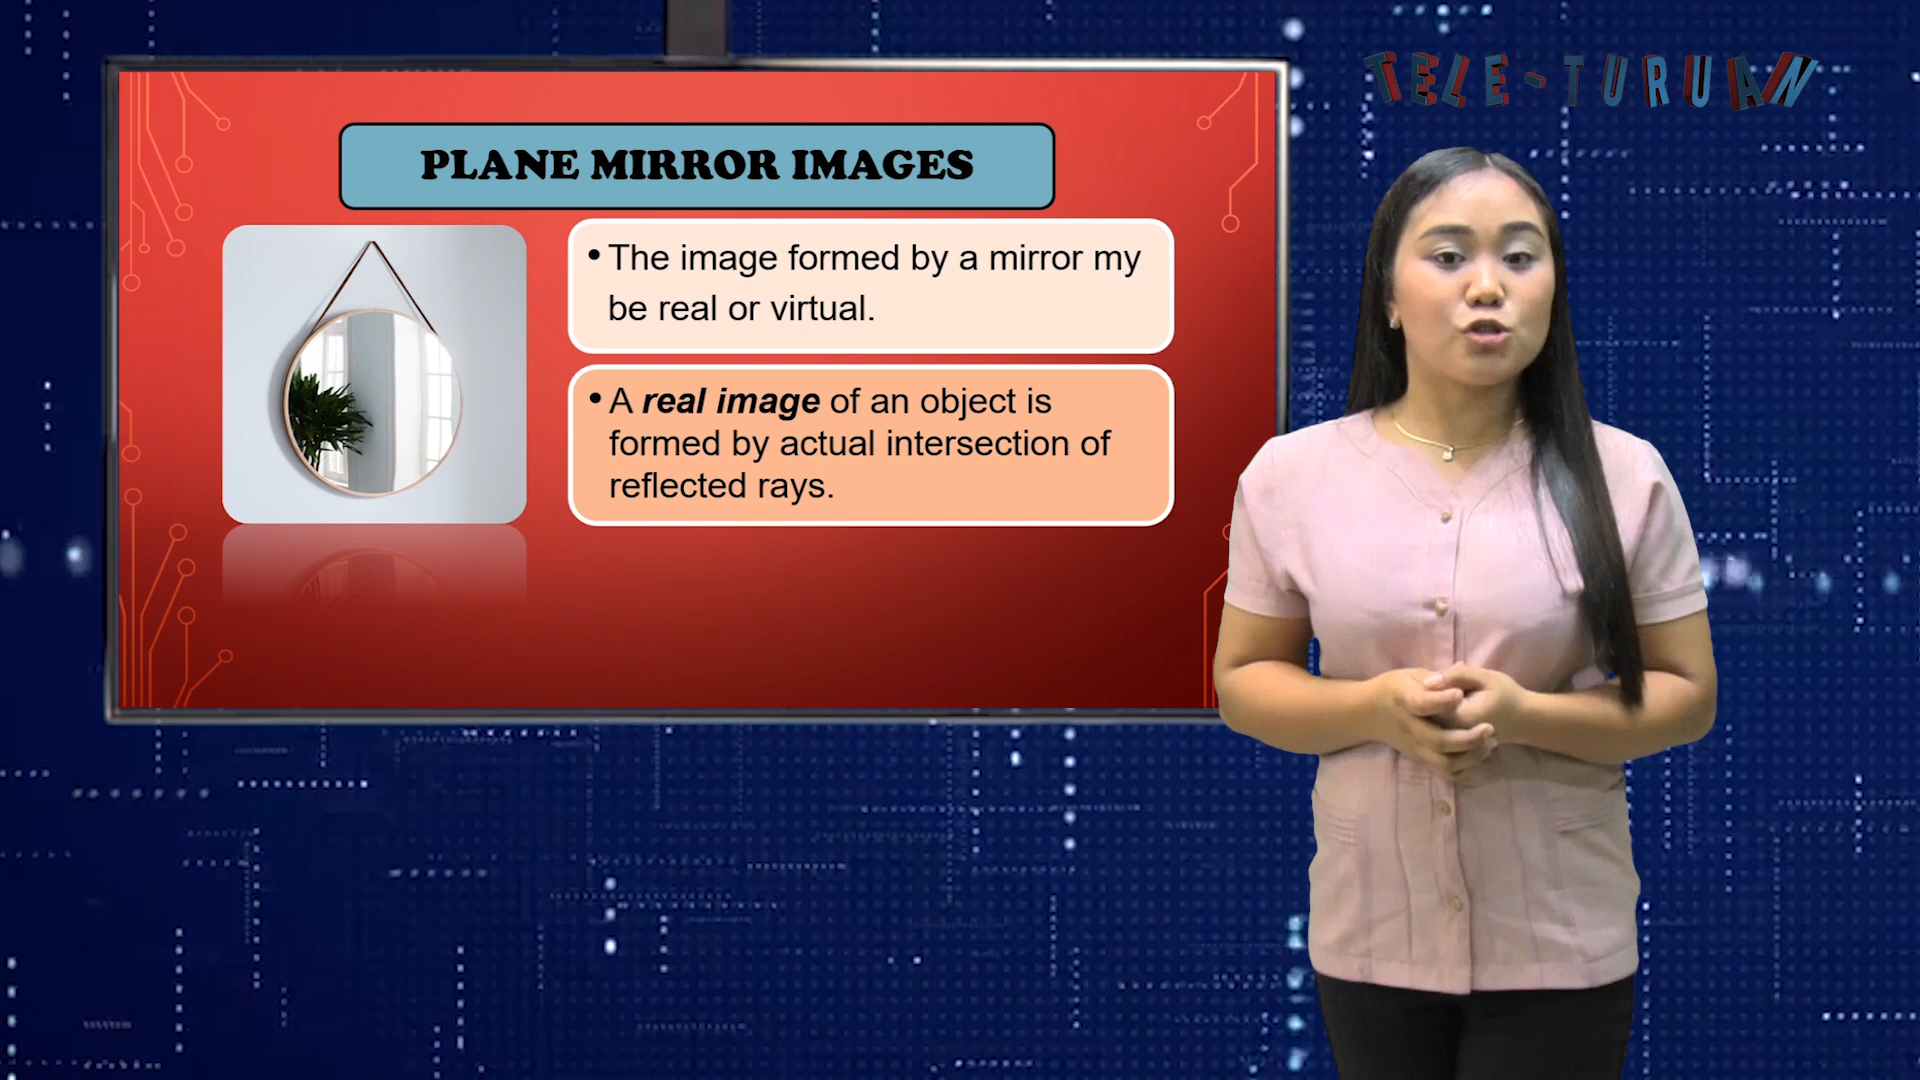 TELE-TURUAN
PLANE MIRROR IMAGES
• The image formed by a mirror my
be real or virtual.
• A real image of an object is
formed by actual intersection of
reflected rays.